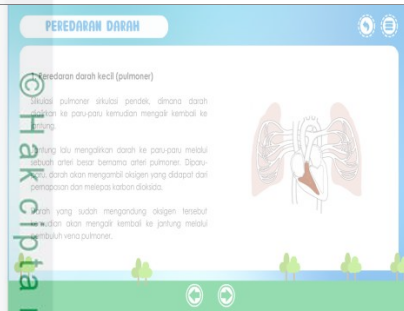 PEREDARAN DARAH
1. Peredaran darah kecil (pulmoner)
Sirkulasi pulmoner sirkulasi pendek, dimana darah
dialirkan ke paru-paru kemudian mengalir kembali ke
jantung.
Jantung lalu mengalirkan darah ke paru-paru melalui
sebuah arteri besar bernama arteri pulmoner. Diparu-
paru, darah akan mengambil oksigen yang didapat dari
pernapasan dan melepas karbon dioksida.
Darah yang sudah mengandung oksigen tersebut
kemudian akan mengalir kembali ke jantung melalui
pembuluh vena pulmoner.
© Hak cipta